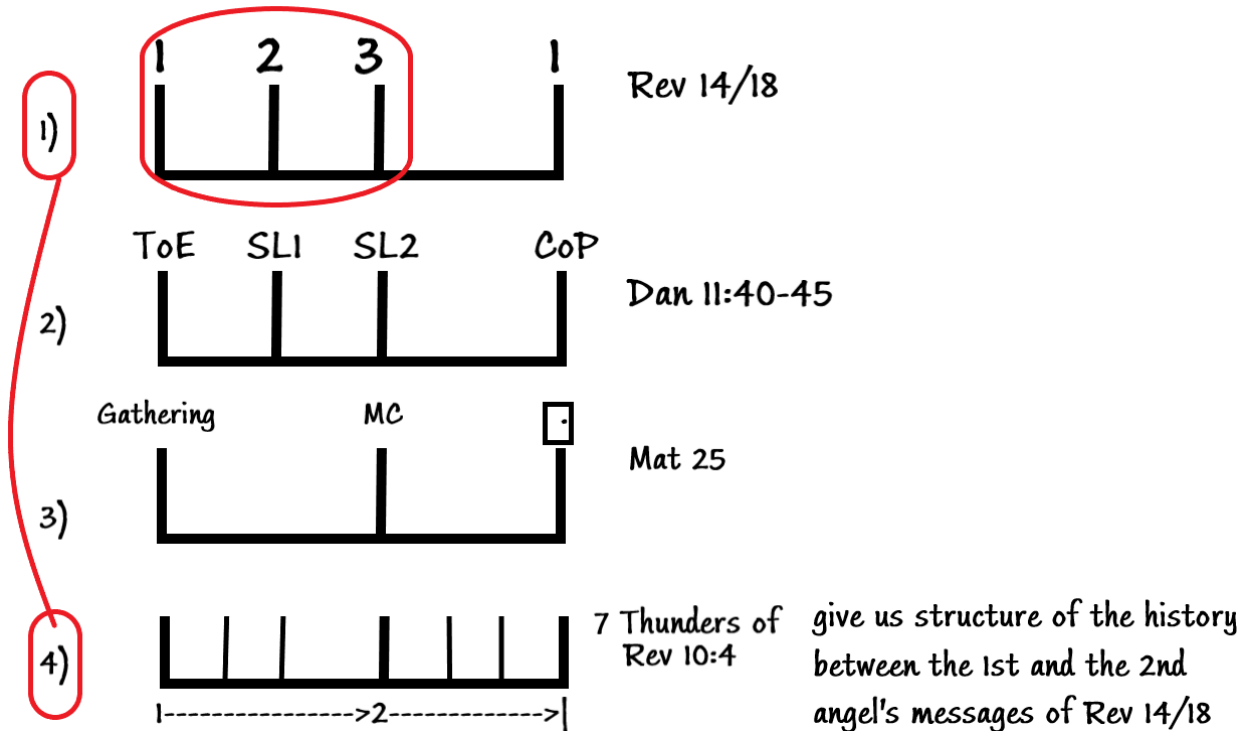 1 2 3 1
1) Rev 14/18
ToE SL1 SL2 CoP
2) Dan 11:40-45
Gathering MC
3) Mat 25
4) 7 Thunders of
Rev 10:4
give us structure of the history
between the 1st and the 2nd
angel's messages of Rev 14/18
1---------------->2------------->|